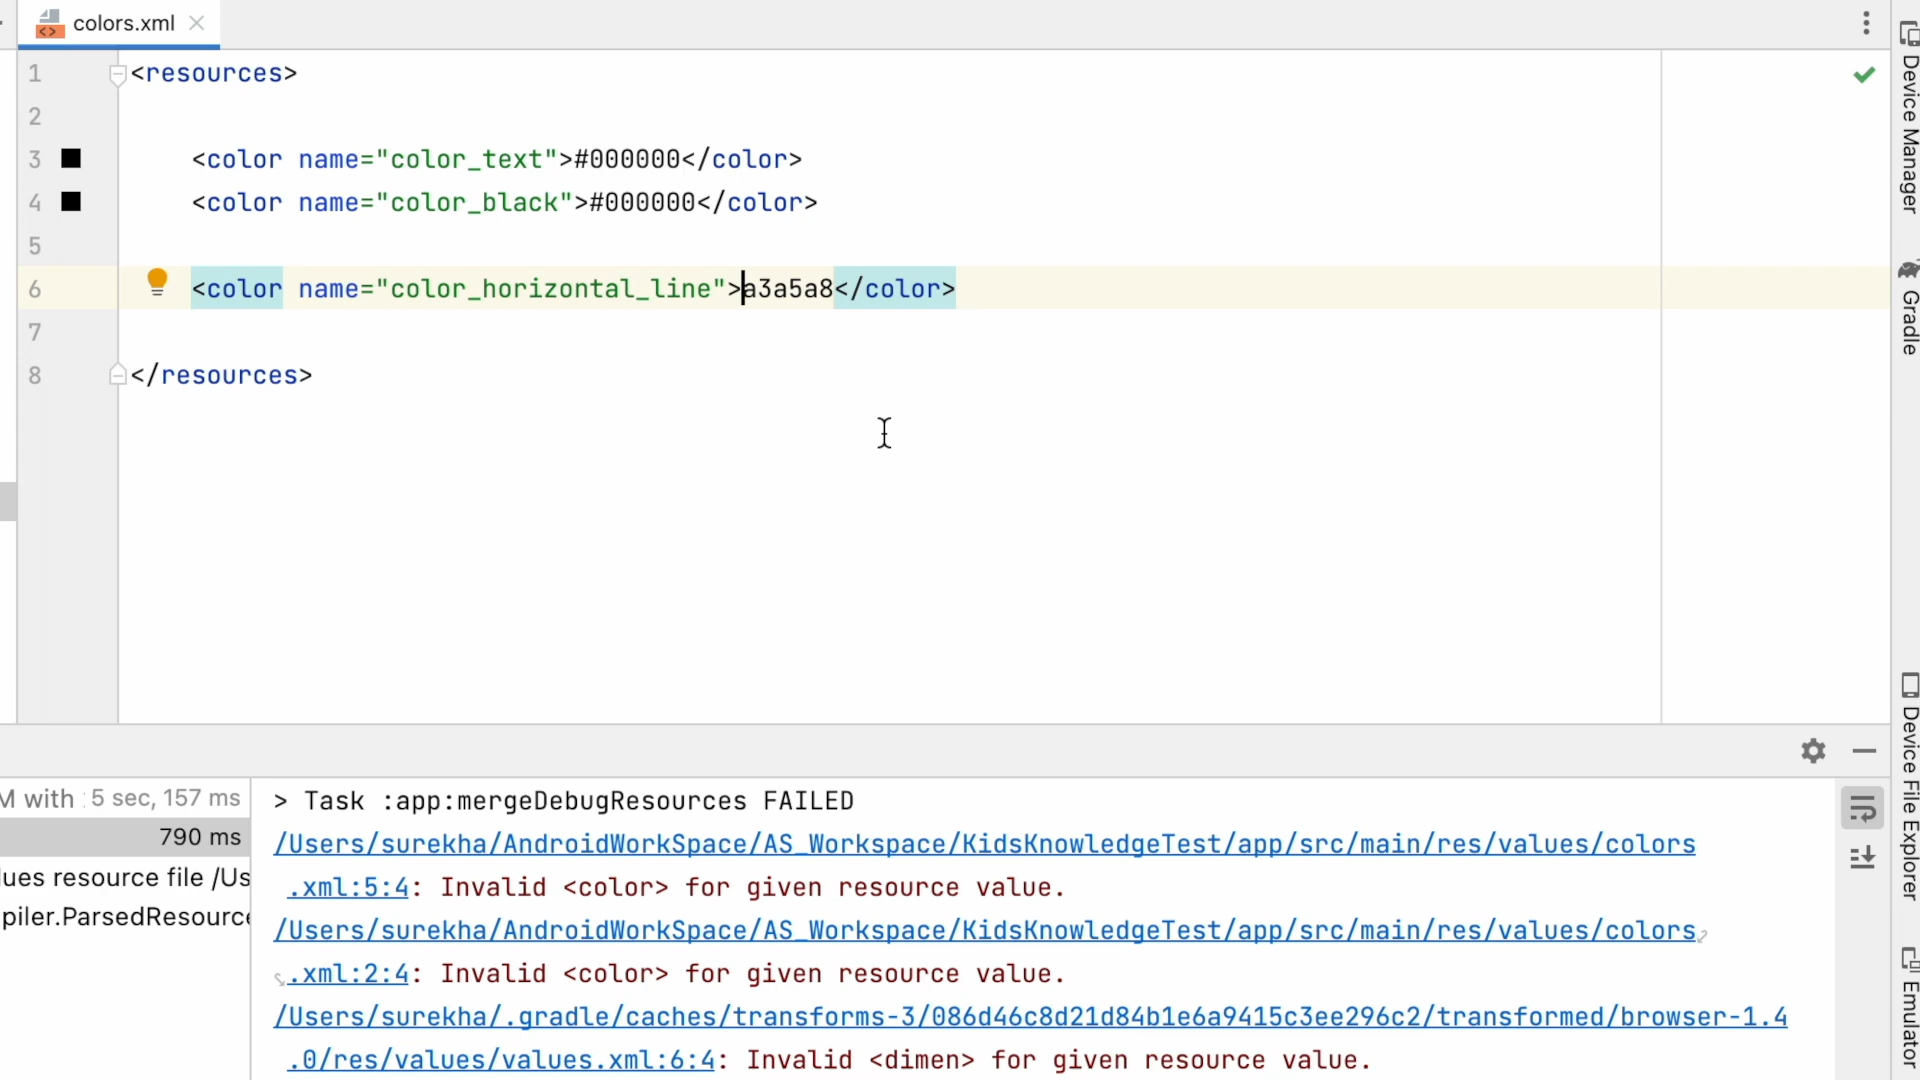 colors.xml
1 <resources>
2
3 <color name="color_text">#000000</color>
4 <color name="color_black">#000000</color>
5
6 <color name="color_horizontal_line">a3a5a8</color>
7
8 </resources>
Device Manager
Gradle
Device File Explorer
Emulator
M with 5 sec, 157 ms
790 ms
lues resource file /Us
piler.ParsedResource
> Task :app:mergeDebugResources FAILED
/Users/surekha/AndroidWorkSpace/AS_Workspace/KidsKnowledgeTest/app/src/main/res/values/colors
.xml:5:4: Invalid <color> for given resource value.
/Users/surekha/AndroidWorkSpace/AS_Workspace/KidsKnowledgeTest/app/src/main/res/values/colors
.xml:2:4: Invalid <color> for given resource value.
/Users/surekha/.gradle/caches/transforms-3/086d46c8d21d84b1e6a9415c3ee296c2/transformed/browser-1.4
.0/res/values/values.xml:6:4: Invalid <dimen> for given resource value.